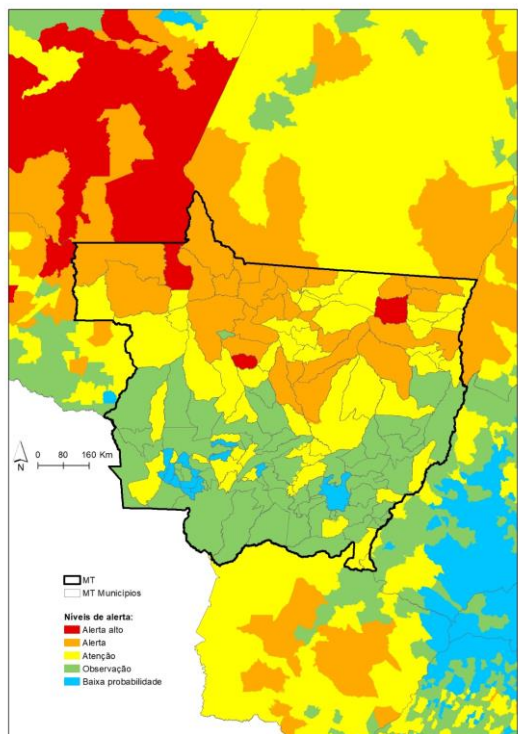 N
0 80 160 Km
MT
MT Municípios
Níveis de alerta:
Alerta alto
Alerta
Atenção
Observação
Baixa probabilidade